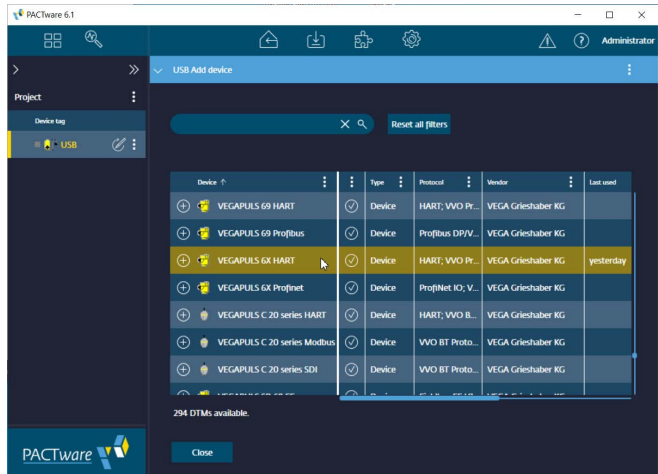 PACTware 6.1
Administrator
USB Add device
Project
Device tag
USB
Reset all filters
Device Type Protocol Vendor Last used
VEGAPULS 69 HART Device HART; VVO Pr... VEGA Grieshaber KG
VEGAPULS 69 Profibus Device Profibus DP/V... VEGA Grieshaber KG
VEGAPULS 6X HART Device HART; VVO Pr... VEGA Grieshaber KG yesterday
VEGAPULS 6X Profinet Device ProfiNet IO; V... VEGA Grieshaber KG
VEGAPULS C 20 series HART Device HART; VVO B... VEGA Grieshaber KG
VEGAPULS C 20 series Modbus Device VVO BT Proto... VEGA Grieshaber KG
VEGAPULS C 20 series SDI Device VVO BT Proto... VEGA Grieshaber KG
294 DTMs available.
Close
PACTware